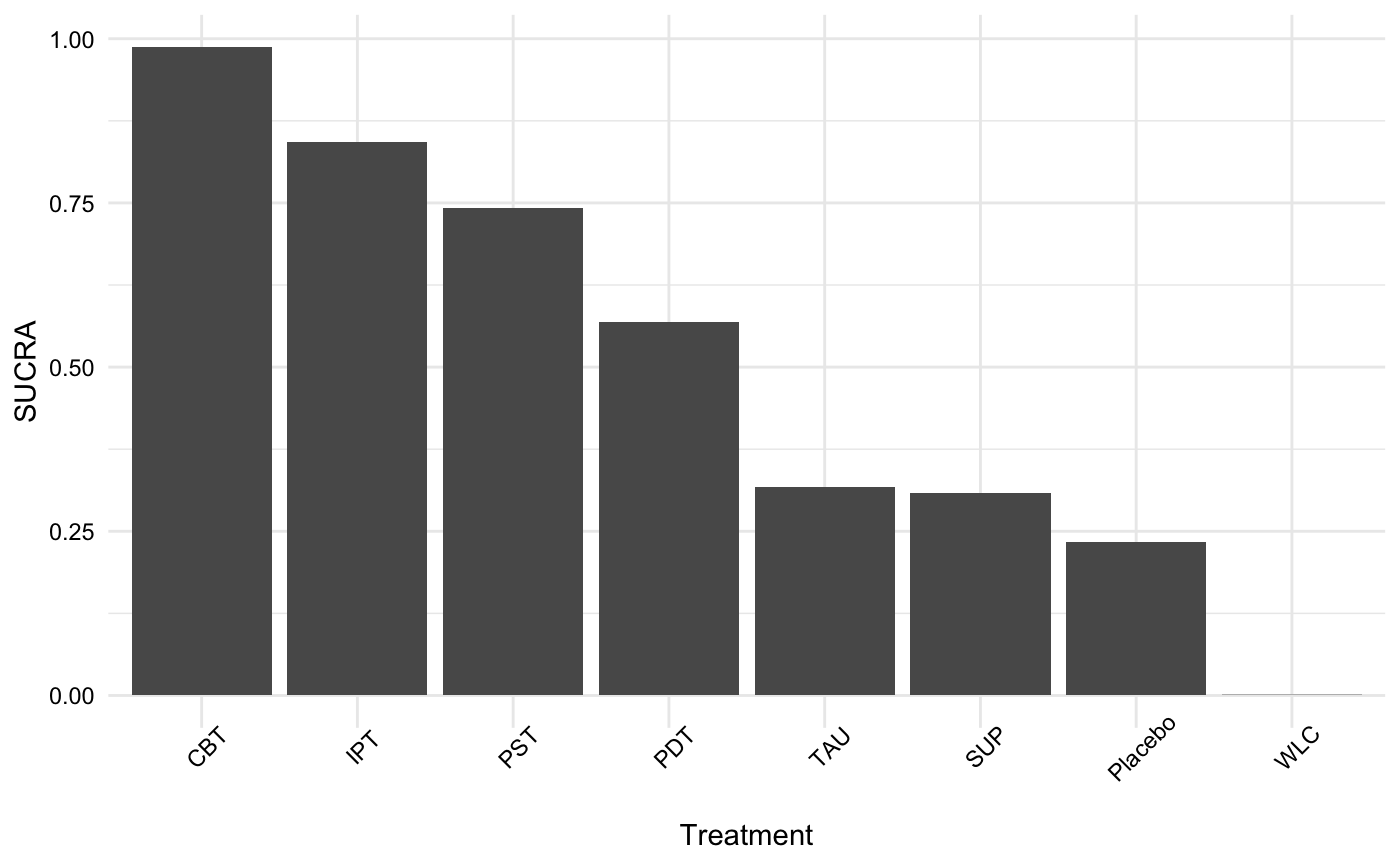 SUCRA
1.00
0.75
0.50
0.25
0.00
CBT
IPT
PST
PDT
TAU
SUP
Placebo
WLC
Treatment